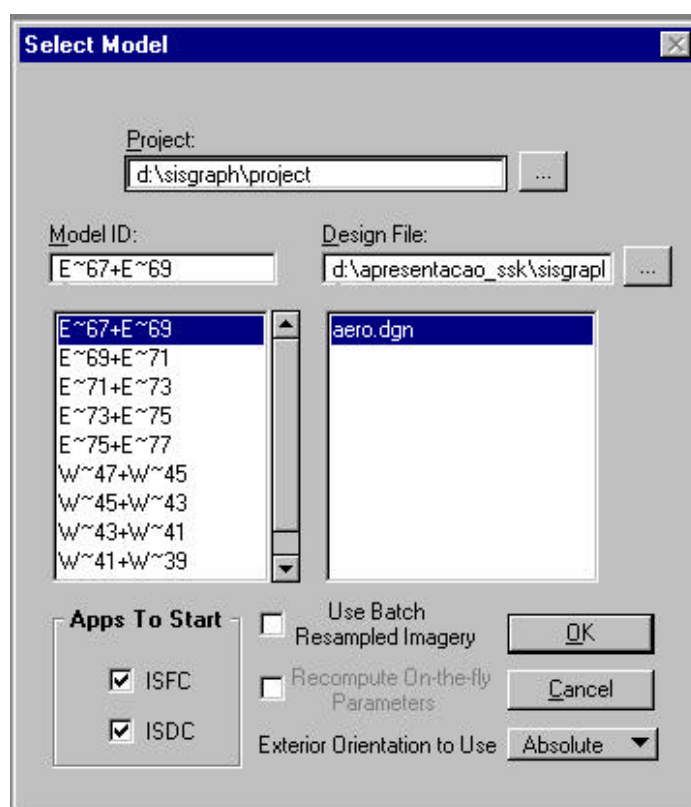 Select Model
Project:
d:\sisgraph\project
...
Model ID:
Design File:
E~67+E~69
d:\apresentacao_ssk\sisgrapl
...
E~67+E~69
E~69+E~71
E~71+E~73
E~73+E~75
E~75+E~77
W~47+W~45
W~45+W~43
W~43+W~41
W~41+W~39
aero.dgn
Apps To Start
ISFC
ISDC
Use Batch
Resampled Imagery
Recompute On-the-fly
Parameters
Exterior Orientation to Use
Absolute
OK
Cancel